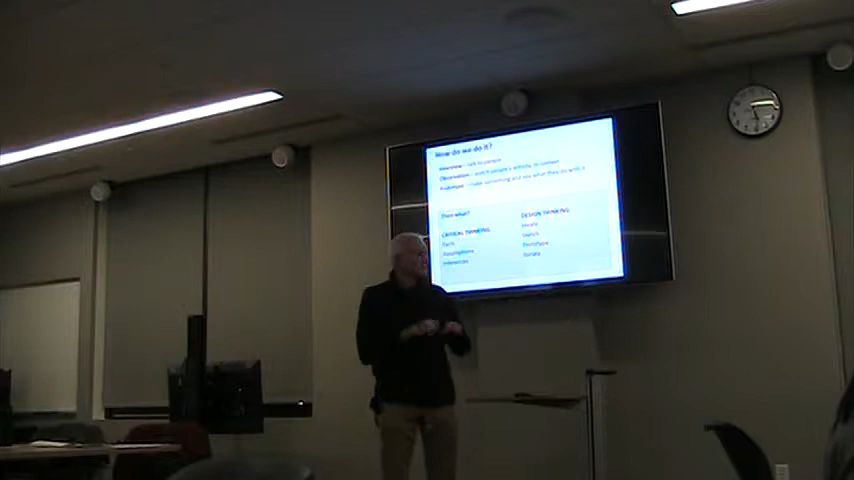 How do we do it?
Interview – talk to people
Observation – watch people's activity, in context
Prototype – make something and see what they do with it
Then what?
CRITICAL THINKING
Facts
Assumptions
Inferences
DESIGN THINKING
Ideate
Sketch
Prototype
Iterate